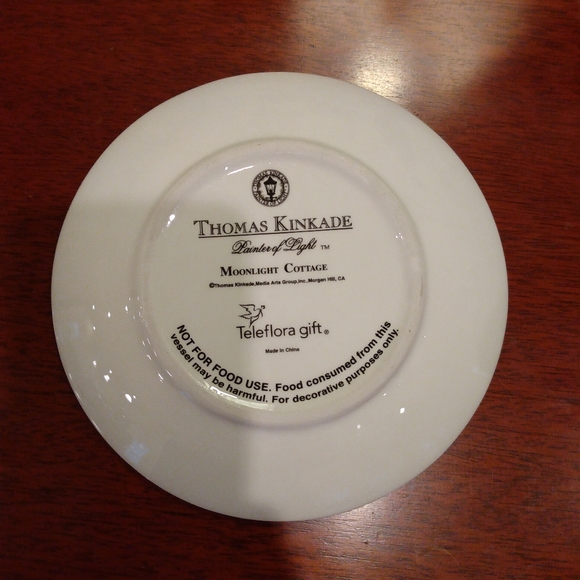 THOMAS KINKADE
Painter of Light ™
MOONLIGHT COTTAGE
©Thomas Kinkade,Media Arts Group,Inc.,Morgan Hill, CA
Teleflora gift®
Made in China
NOT FOR FOOD USE. Food consumed from this
vessel may be harmful. For decorative purposes only.